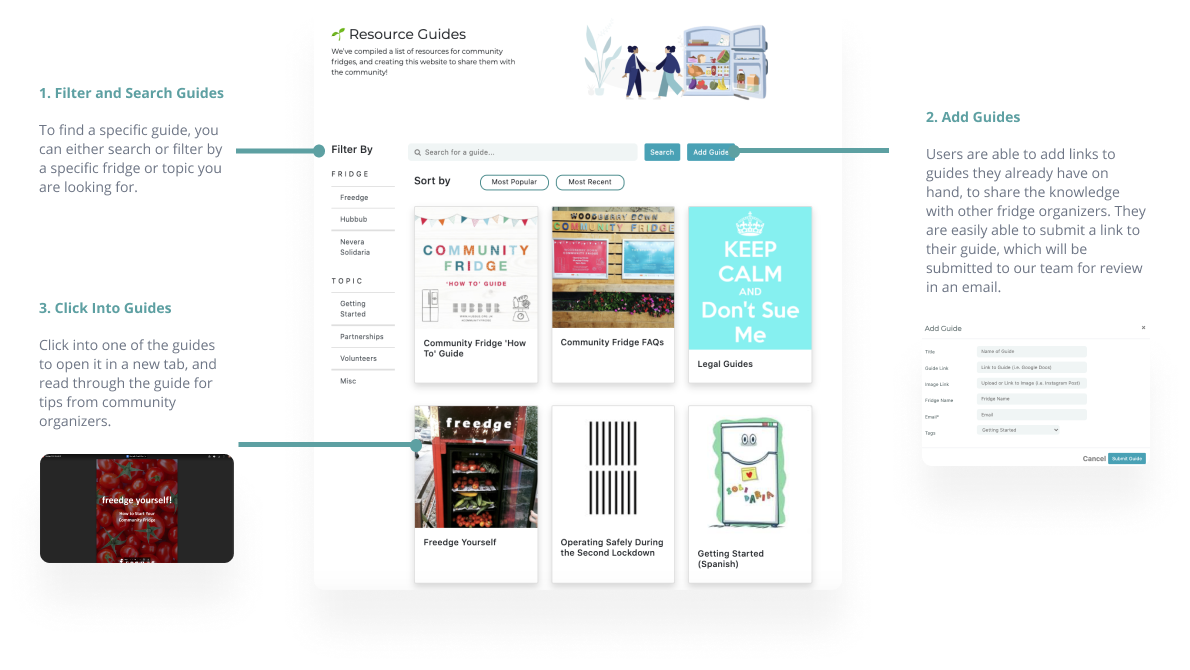 Resource Guides
We've compiled a list of resources for community
fridges, and creating this website to share them with
the community!
1. Filter and Search Guides
To find a specific guide, you
can either search or filter by
a specific fridge or topic you
are looking for.
3. Click Into Guides
Click into one of the guides
to open it in a new tab, and
read through the guide for
tips from community
organizers.
freedge yourself!
How to Start Your
Community Fridge
Filter By
Search for a guide...
Search
Add Guide
FRIDGE
Freedge
Hubbub
Nevera
Solidaria
TOPIC
Getting
Started
Partnerships
Volunteers
Misc
Sort by
Most Popular
Most Recent
COMMUNITY
FRIDGE
'HOW TO' GUIDE
HUBBUB
Community Fridge 'How
To' Guide
WOODBERRY DOWN
COMMUNITY FRIDGE
Community Fridge FAQs
KEEP
CALM
AND
Don't Sue
Me
Legal Guides
freedge
Freedge Yourself
Operating Safely During
the Second Lockdown
SOLI
DARIA
Getting Started
(Spanish)
2. Add Guides
Users are able to add links to
guides they already have on
hand, to share the knowledge
with other fridge organizers. They
are easily able to submit a link to
their guide, which will be
submitted to our team for review
in an email.
Add Guide
×
Title
Name of Guide
Guide Link
Link to Guide (i.e. Google Docs)
Image Link
Upload or Link to Image (i.e. Instagram Post)
Fridge Name
Fridge Name
Email*
Email
Tags
Getting Started
Cancel
Submit Guide